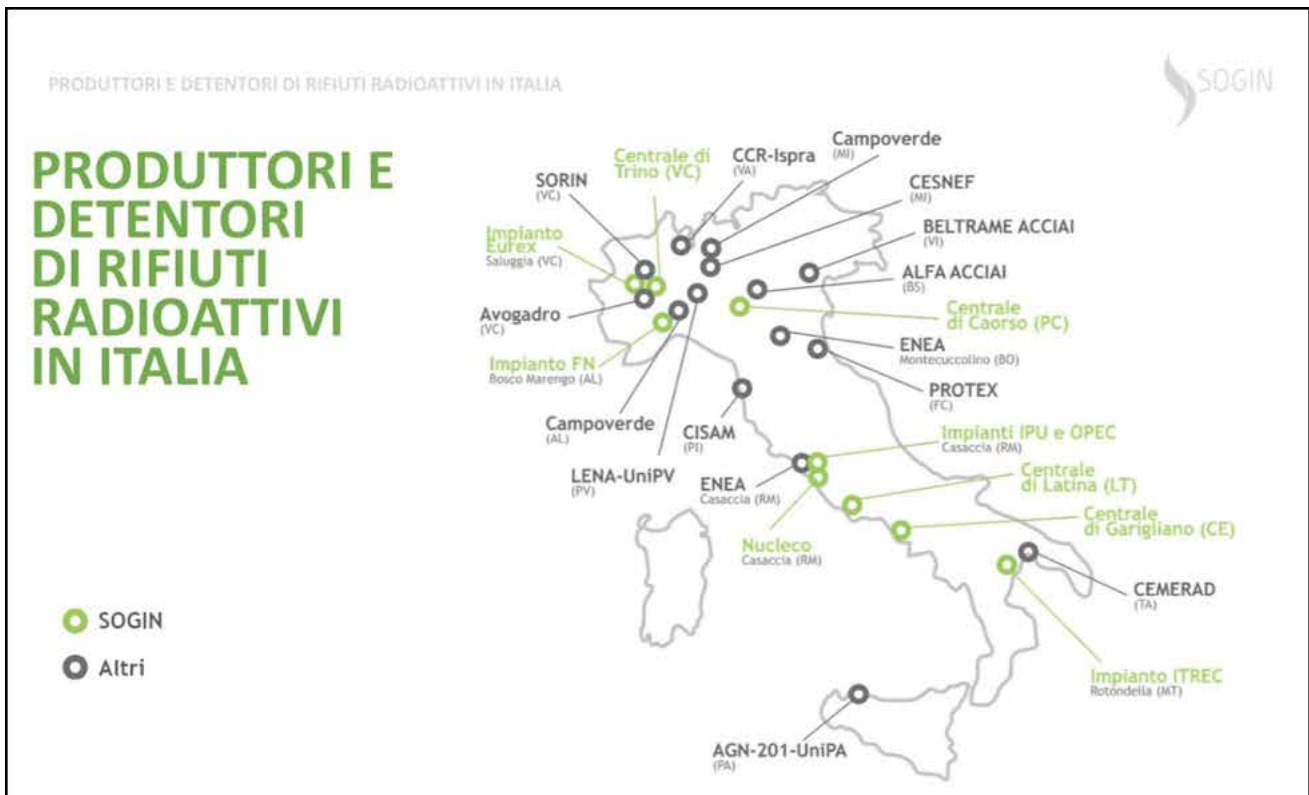 PRODUTTORI E DETENTORI DI RIFIUTI RADIOATTIVI IN ITALIA
SOGIN
PRODUTTORI E
DETENTORI
DI RIFIUTI
RADIOATTIVI
IN ITALIA
SORIN
(VC)
Centrale di
Trino (VC)
CCR-Ispra
(VA)
Campoverde
(MI)
CESNEF
(MI)
BELTRAME ACCIAI
(VI)
ALFA ACCIAI
(BS)
Impianto
Eurex
Saluggia (VC)
Avogadro
(VC)
Centrale
di Caorso (PC)
ENEA
Montecuccolino (BO)
Impianto FN
Bosco Marengo (AL)
PROTEX
(FC)
Campoverde
(AL)
CISAM
(PI)
LENA-UniPV
(PV)
Impianti IPU e OPEC
Casaccia (RM)
ENEA
Casaccia (RM)
Centrale
di Latina (LT)
Nucleco
Casaccia (RM)
Centrale
di Garigliano (CE)
CEMERAD
(TA)
Impianto ITREC
Rotondella (MT)
AGN-201-UniPA
(PA)
SOGIN
Altri